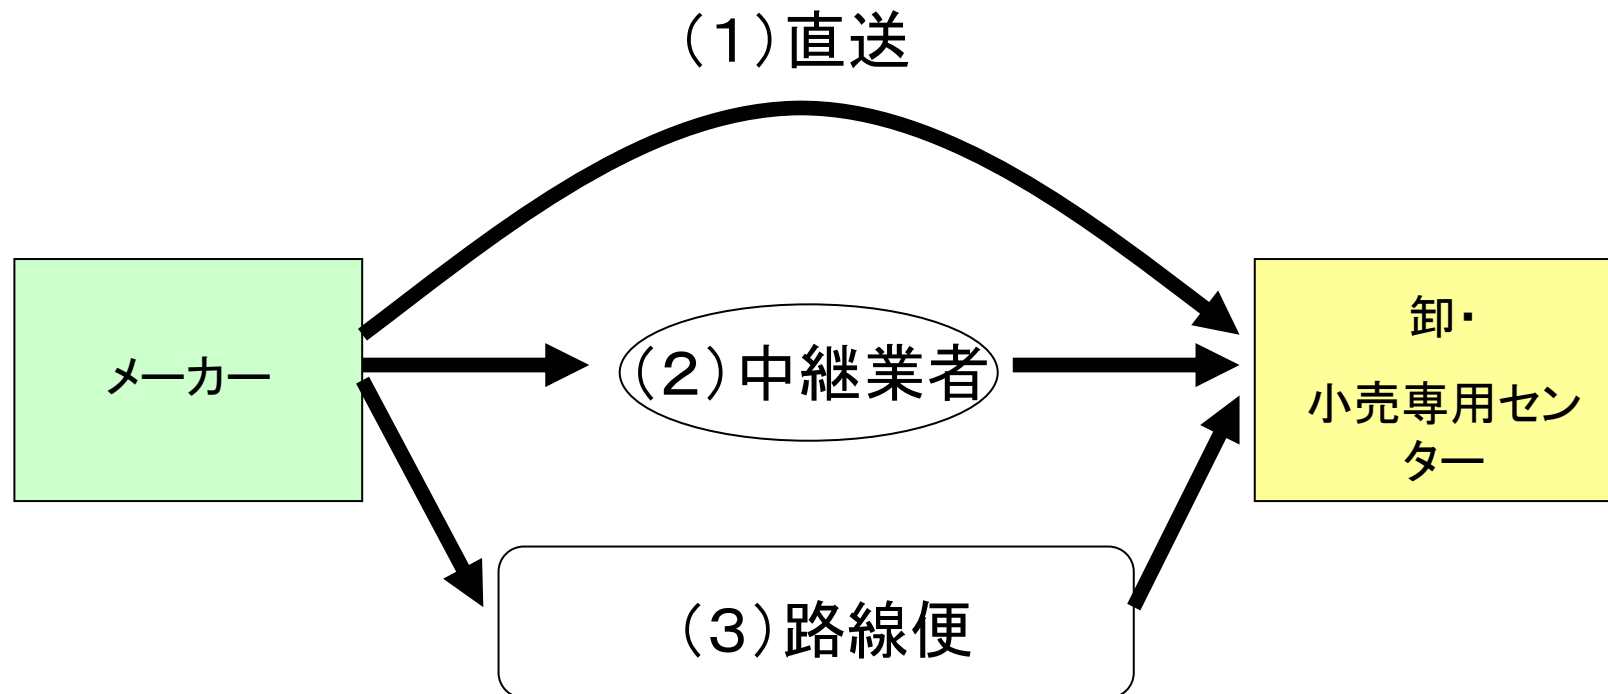 （１）直送
メーカー
（２）中継業者
卸・
小売専用セン
ター
（３）路線便